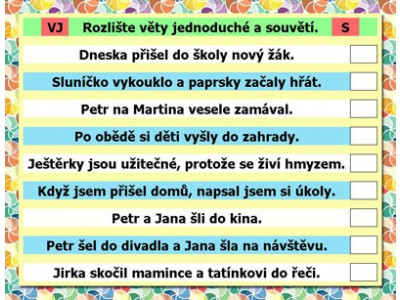 VJ Rozlište věty jednoduché a souvětí. S
Dneska přišel do školy nový žák.
Sluníčko vykouklo a paprsky začaly hřát.
Petr na Martina vesele zamával.
Po obědě si děti vyšly do zahrady.
Ještěrky jsou užitečné, protože se živí hmyzem.
Když jsem přišel domů, napsal jsem si úkoly.
Petr a Jana šli do kina.
Petr šel do divadla a Jana šla na návštěvu.
Jirka skočil mamince a tatínkovi do řeči.